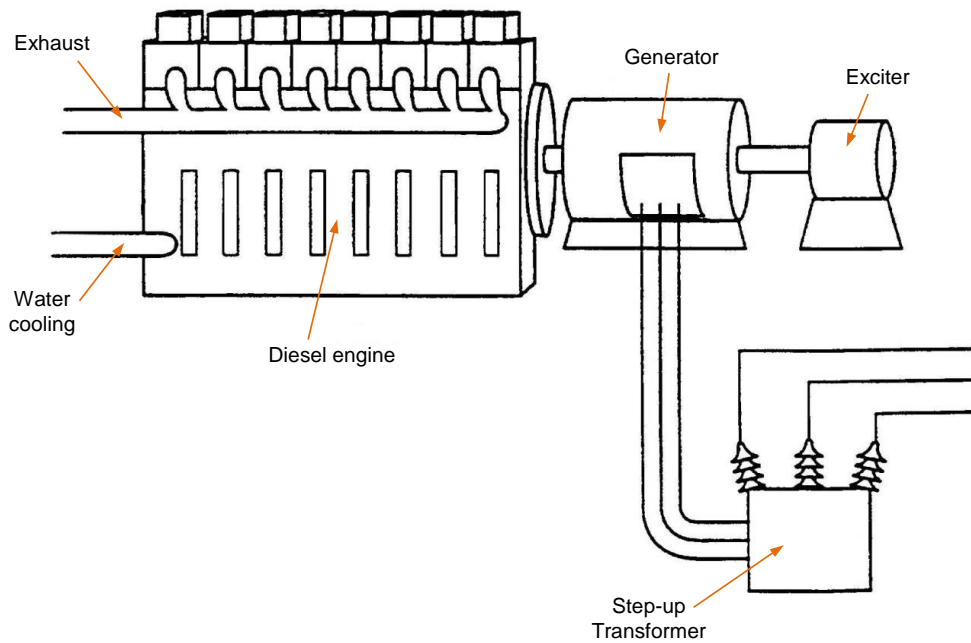 Exhaust
Generator
Exciter
Water
cooling
Diesel engine
Step-up
Transformer